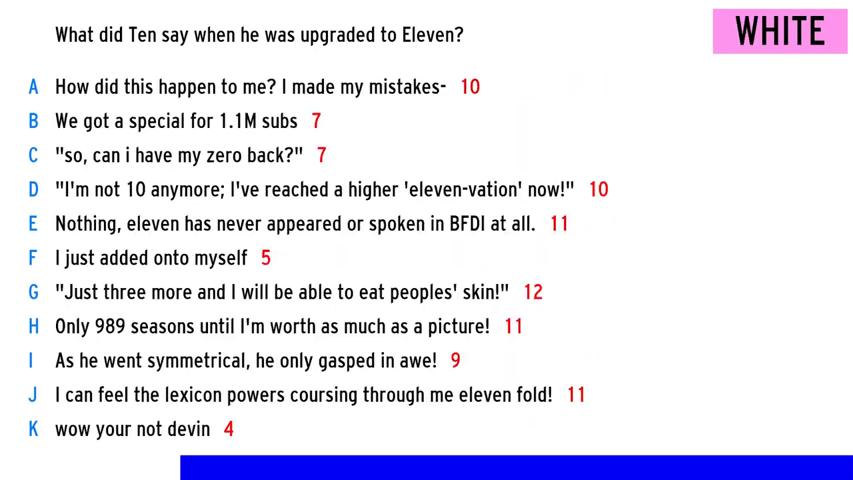 What did Ten say when he was upgraded to Eleven?
WHITE
A How did this happen to me? I made my mistakes- 10
B We got a special for 1.1M subs 7
C "so, can i have my zero back?" 7
D "I'm not 10 anymore; I've reached a higher 'eleven-vation' now!" 10
E Nothing, eleven has never appeared or spoken in BFDI at all. 11
F I just added onto myself 5
G "Just three more and I will be able to eat peoples' skin!" 12
H Only 989 seasons until I'm worth as much as a picture! 11
I As he went symmetrical, he only gasped in awe! 9
J I can feel the lexicon powers coursing through me eleven fold! 11
K wow your not devin 4